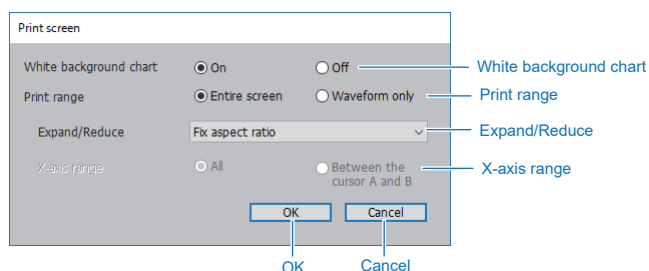 Print screen
White background chart On Off White background chart
Print range Entire screen Waveform only Print range
Expand/Reduce Fix aspect ratio Expand/Reduce
X-axis range All Between the cursor A and B X-axis range
OK Cancel
OK Cancel